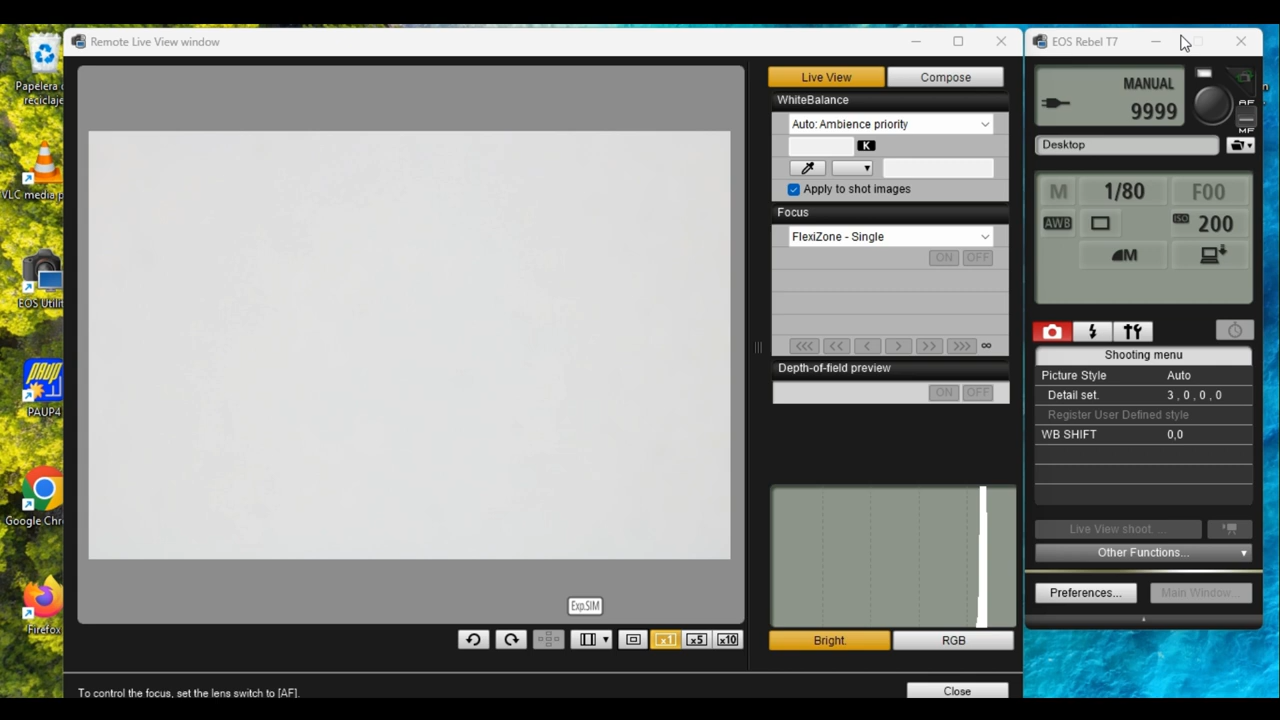 Papelera
reciclaje
VLC media p
EOS Utili
PAUP4
Google Chr
Firefox
Remote Live View window
Live View
Compose
WhiteBalance
Auto: Ambience priority
K
Apply to shot images
Focus
FlexiZone - Single
ON OFF
<<< << < > >> >>> ∞
Depth-of-field preview
ON OFF
Bright.
RGB
Exp.SIM
x1 x5 x10
To control the focus, set the lens switch to [AF].
Close
EOS Rebel T7
MANUAL
9999
AF
MF
Desktop
M 1/80 F00
AWB ISO 200
M
Shooting menu
Picture Style Auto
Detail set. 3 , 0 , 0 , 0
Register User Defined style
WB SHIFT 0,0
Live View shoot. ...
Other Functions...
Preferences...
Main Window...